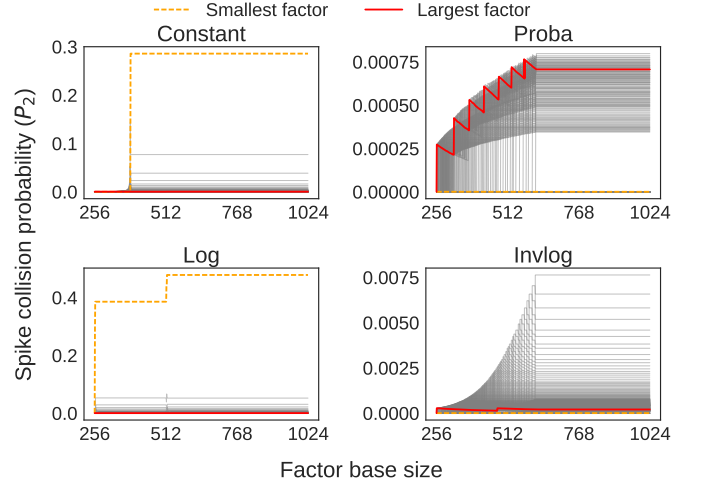 Smallest factor Largest factor
Constant Proba
Spike collision probability (P2)
0.3
0.2
0.1
0.0
256 512 768 1024
0.00075
0.00050
0.00025
0.00000
256 512 768 1024
Log Invlog
0.4
0.2
0.0
256 512 768 1024
0.0075
0.0050
0.0025
0.0000
256 512 768 1024
Factor base size